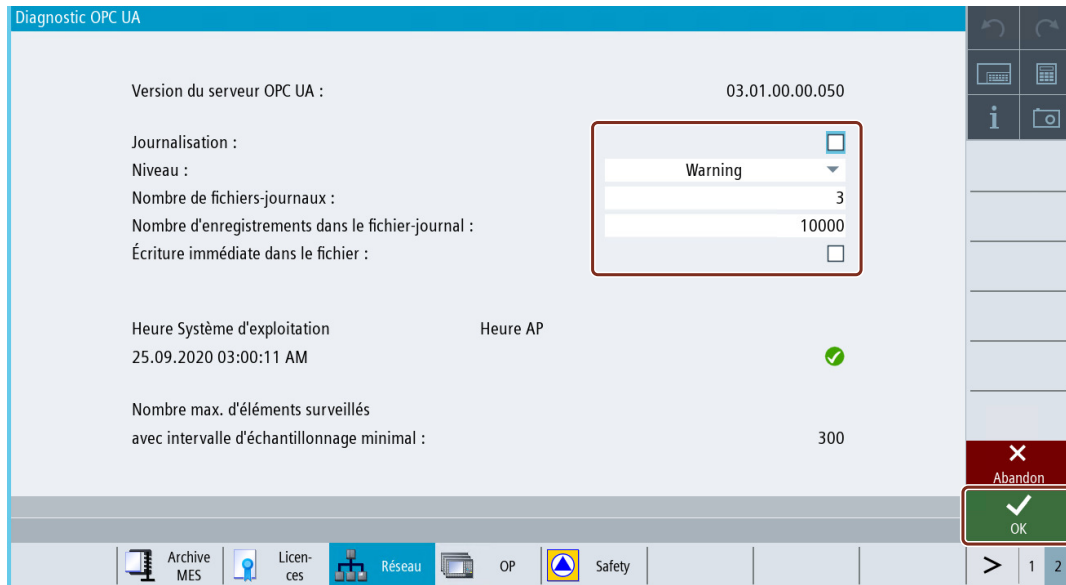 Diagnostic OPC UA
Version du serveur OPC UA : 03.01.00.00.050
Journalisation :
Niveau : Warning
Nombre de fichiers-journaux : 3
Nombre d'enregistrements dans le fichier-journal : 10000
Écriture immédiate dans le fichier :
Heure Système d'exploitation Heure AP
25.09.2020 03:00:11 AM
Nombre max. d'éléments surveillés
avec intervalle d'échantillonnage minimal : 300
Abandon
OK
Archive
MES
Licen-
ces
Réseau
OP
Safety
> 1 2